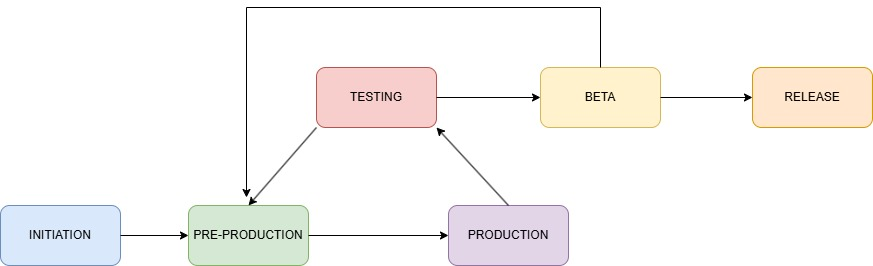 TESTING
BETA
RELEASE
INITIATION
PRE-PRODUCTION
PRODUCTION